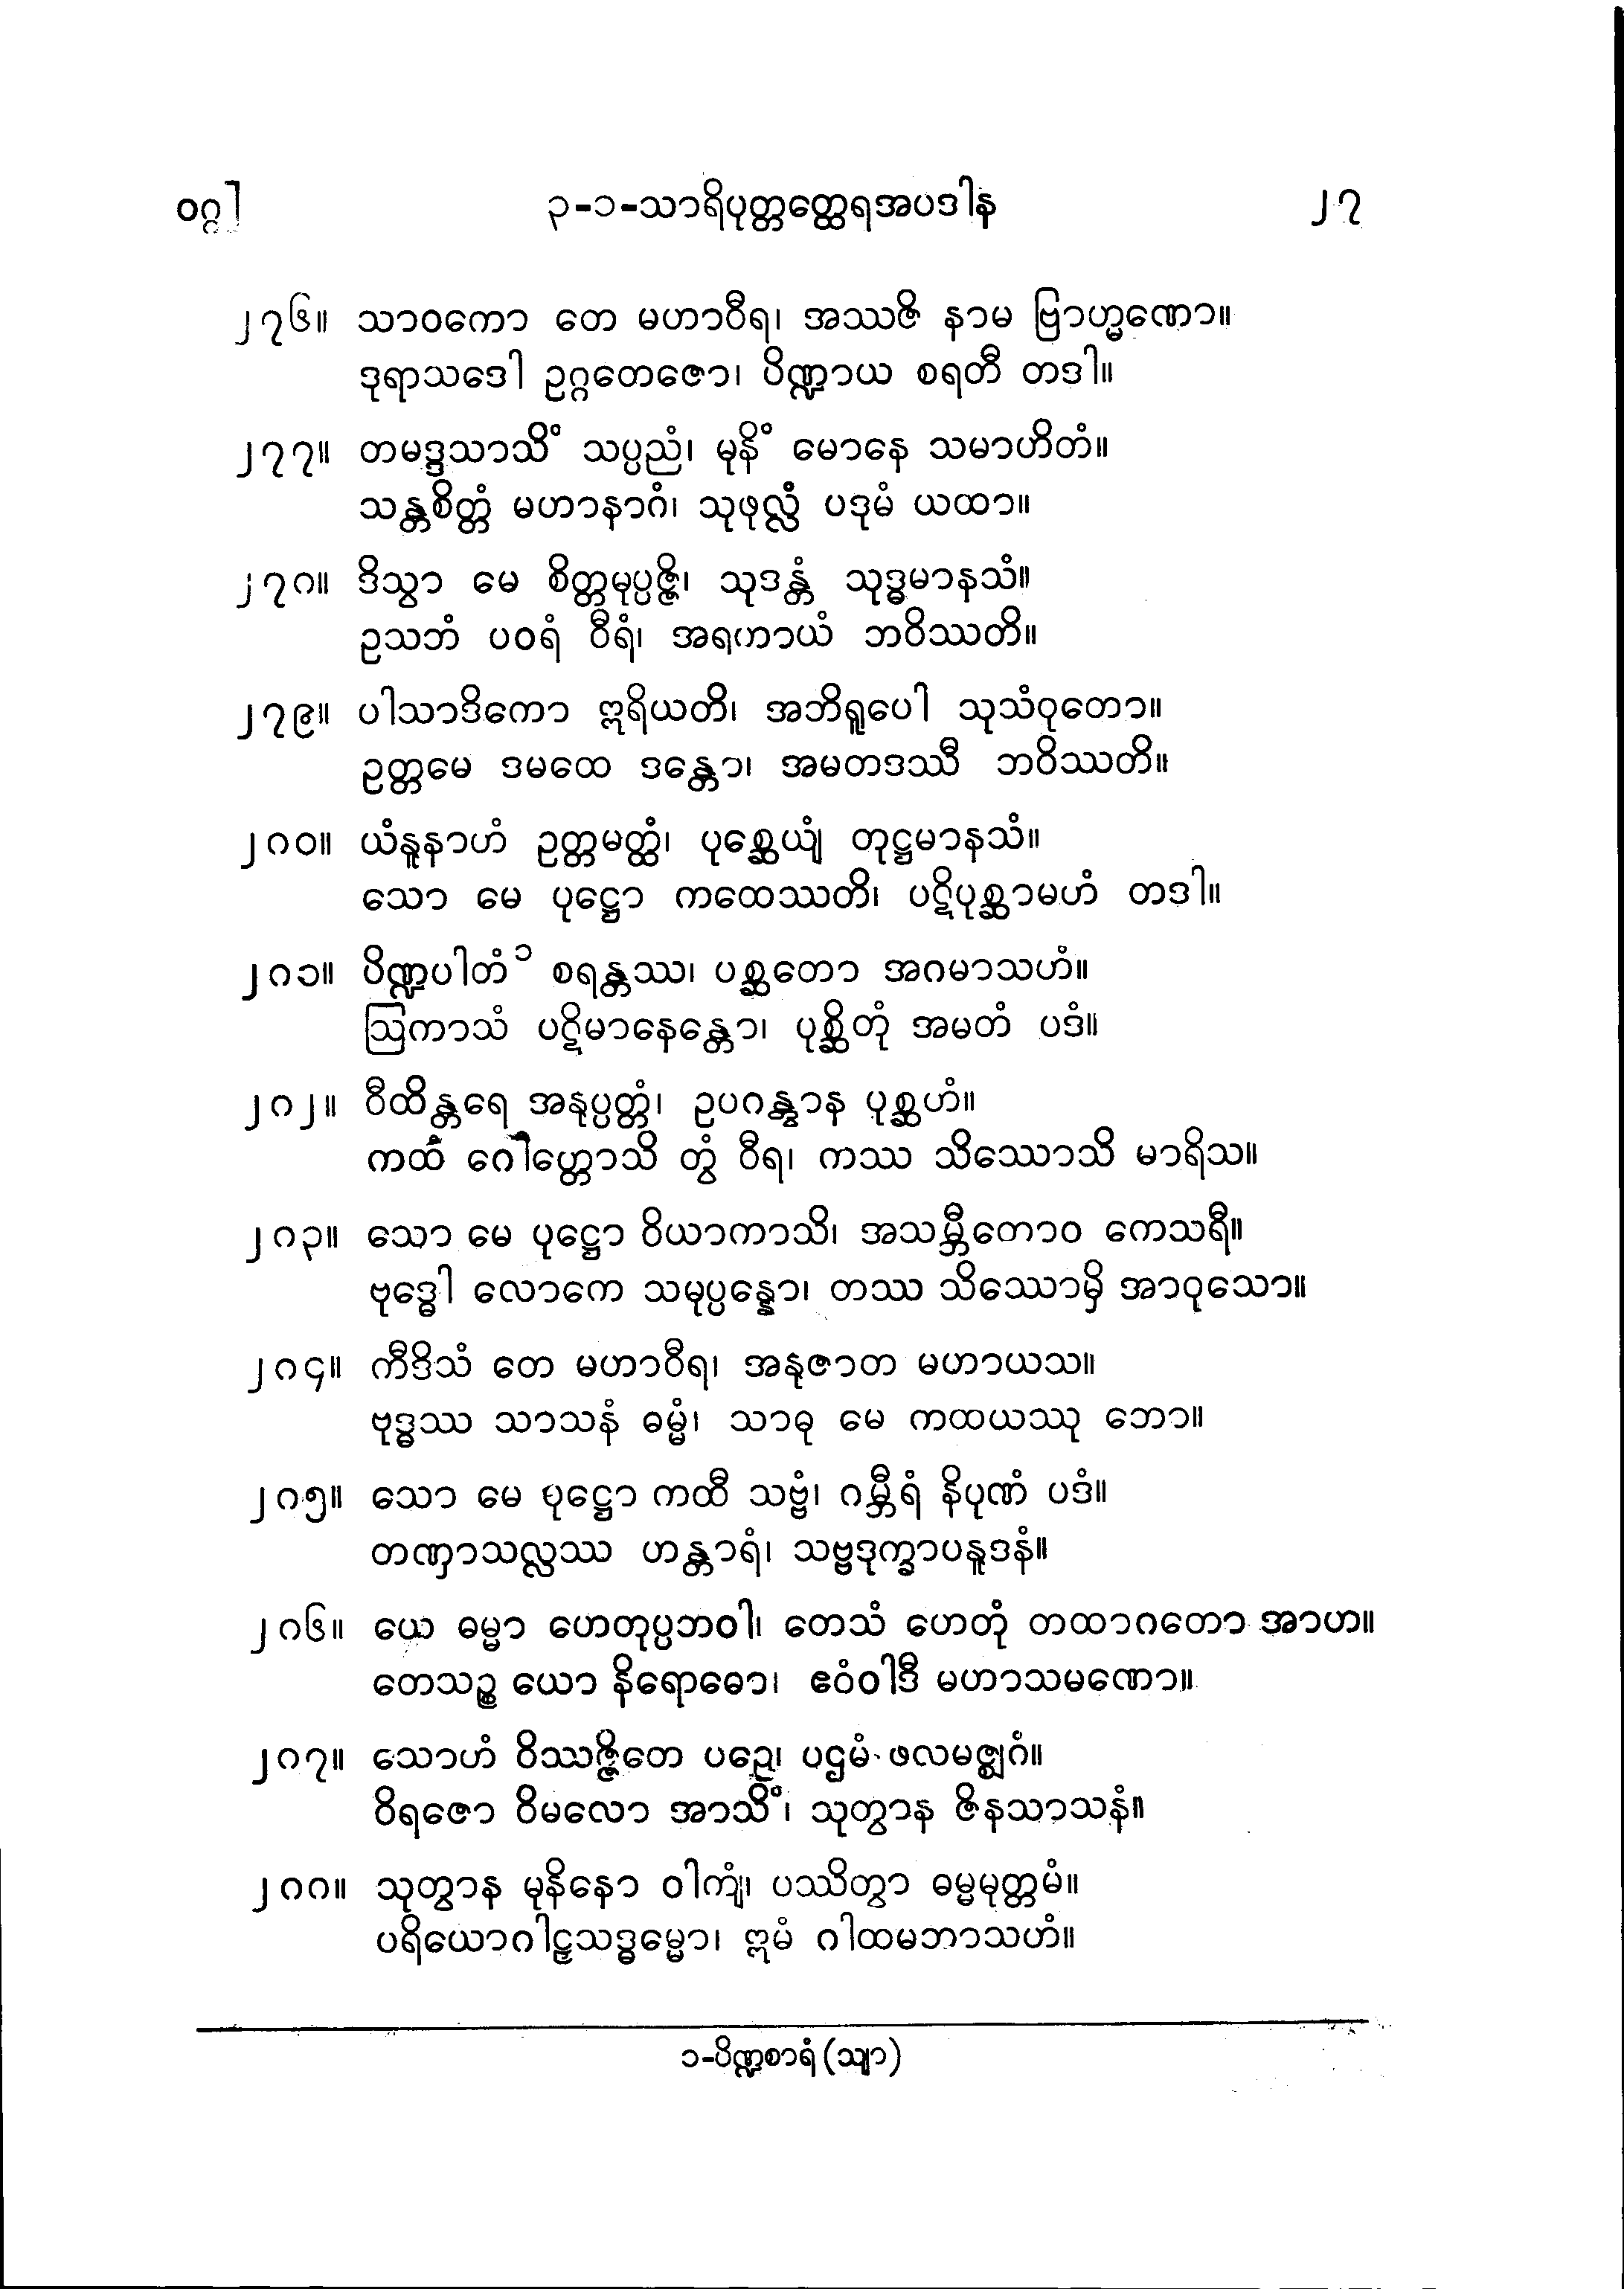 ဝဂ္ဂ]
၃-၁-သာရိပုတ္တတ္ထေရအပဒါန
၂၇
၂၇၆။ သာဝကော တေ မဟာဝီရ၊ အဿဇိ နာမ ဗြာဟ္မဏော။
ဒုရာသဒေါ ဥဂ္ဂတေဇော၊ ပိဏ္ဍာယ စရတီ တဒါ။
၂၇၇။ တမဒ္ဒသာသိံ သပ္ပညံ၊ မုနိံ မောနေ သမာဟိတံ။
သန္တစိတ္တံ မဟာနာဂံ၊ သုဖုလ္လံ ပဒုမံ ယထာ။
၂၇၈။ ဒိသွာ မေ စိတ္တမုပ္ပဇ္ဇိ၊ သုဒန္တံ သုဒ္ဓမာနသံ။
ဥသဘံ ပဝရံ ဝီရံ၊ အရဟာယံ ဘဝိဿတိ။
၂၇၉။ ပါသာဒိကော ဣရိယတိ၊ အဘိရူပေါ သုသံဝုတော။
ဥတ္တမေ ဒမထေ ဒန္တော၊ အမတဒဿီ ဘဝိဿတိ။
၂၈၀။ ယံနူနာဟံ ဥတ္တမတ္ထံ၊ ပုစ္ဆေယျံ တုဋ္ဌမာနသံ။
သော မေ ပုဋ္ဌော ကထေဿတိ၊ ပဋိပုစ္ဆာမဟံ တဒါ။
၂၈၁။ ပိဏ္ဍပါတံ ၁ စရန္တဿ၊ ပစ္ဆတော အဂမာသဟံ။
ဩကာသံ ပဋိမာနေန္တော၊ ပုစ္ဆိတုံ အမတံ ပဒံ။
၂၈၂။ ဝီထိန္တရေ အနုပ္ပတ္တံ၊ ဥပဂန္တွာန ပုစ္ဆဟံ။
ကထံ ဂေါတ္တောသိ တွံ ဝီရ၊ ကဿ သိဿောသိ မာရိသ။
၂၈၃။ သော မေ ပုဋ္ဌော ဝိယာကာသိ၊ အသမ္ဘီတောဝ ကေသရီ။
ဗုဒ္ဓေါ လောကေ သမုပ္ပန္နော၊ တဿ သိဿောမှိ အာဝုသော။
၂၈၄။ ကီဒိသံ တေ မဟာဝီရ၊ အနုဇာတ မဟာယသ။
ဗုဒ္ဓဿ သာသနံ ဓမ္မံ၊ သာဓု မေ ကထယဿု ဘော။
၂၈၅။ သော မေ ပုဋ္ဌော ကထီ သဗ္ဗံ၊ ဂမ္ဘီရံ နိပုဏံ ပဒံ။
တဏှာသလ္လဿ ဟန္တာရံ၊ သဗ္ဗဒုက္ခာပနူဒနံ။
၂၈၆။ ယေ ဓမ္မာ ဟေတုပ္ပဘဝါ၊ တေသံ ဟေတုံ တထာဂတော အာဟ။
တေသဉ္စ ယော နိရောဓော၊ ဧဝံဝါဒီ မဟာသမဏော။
၂၈၇။ သောဟံ ဝိဿဇ္ဇိတေ ပဉှေ၊ ပဌမံ ဖလမဇ္ဈဂံ။
ဝိရဇော ဝိမလော အာသိံ၊ သုတွာန ဇိနသာသနံ။
၂၈၈။ သုတွာန မုနိနော ဝါကျံ၊ ပဿိတွာ ဓမ္မမုတ္တမံ။
ပရိယောဂါဠှသဒ္ဓမ္မော၊ ဣမံ ဂါထမဘာသဟံ။
၁-ပိဏ္ဍစာရံ (သျာ)